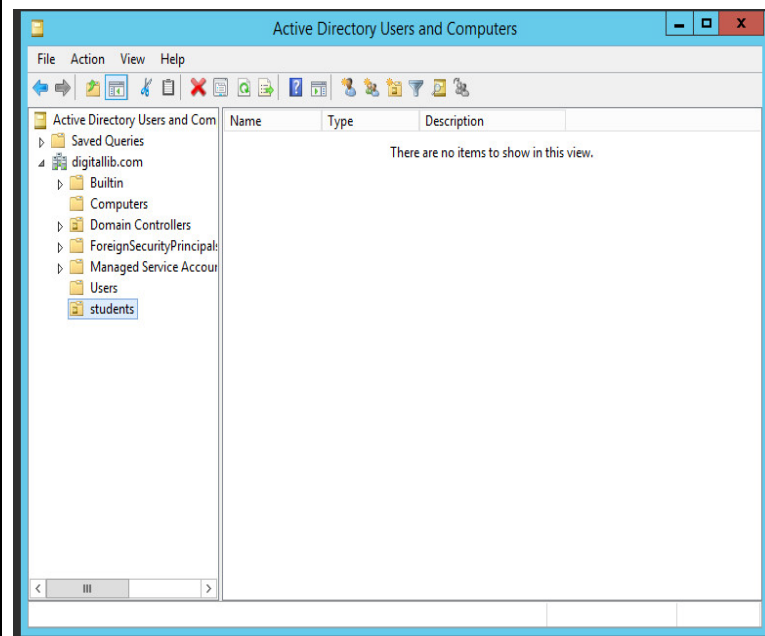 Active Directory Users and Computers
File Action View Help
Active Directory Users and Com
Saved Queries
digitallib.com
Builtin
Computers
Domain Controllers
ForeignSecurityPrincipals
Managed Service Accour
Users
students
Name Type Description
There are no items to show in this view.